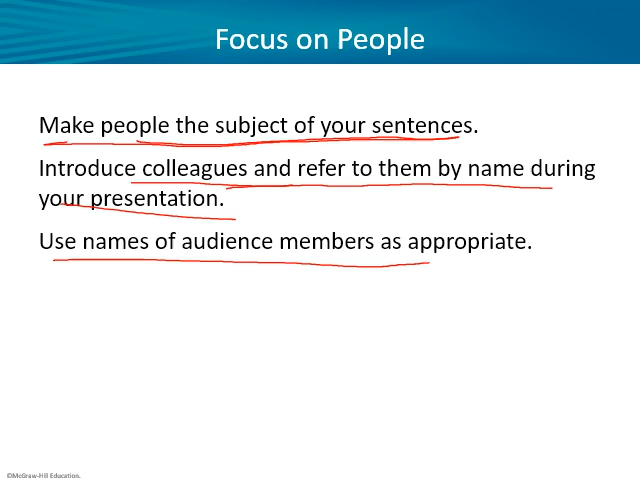 Focus on People
Make people the subject of your sentences.
Introduce colleagues and refer to them by name during
your presentation.
Use names of audience members as appropriate.
©McGraw-Hill Education.